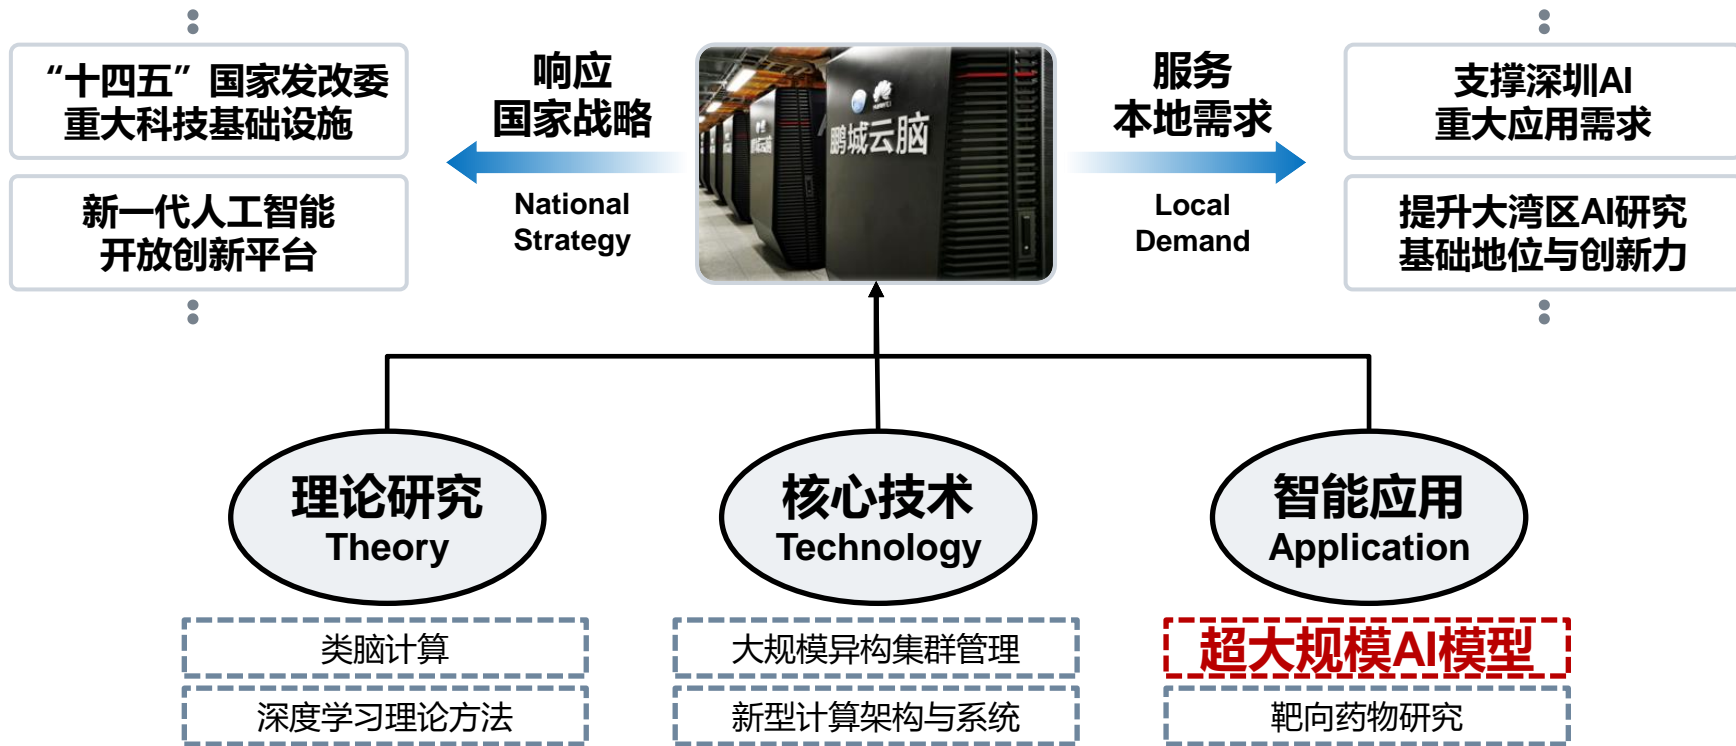 “十四五”国家发改委
重大科技基础设施
新一代人工智能
开放创新平台
响应
国家战略
National
Strategy
HUAWEI
鹏城云脑
服务
本地需求
Local
Demand
支撑深圳AI
重大应用需求
提升大湾区AI研究
基础地位与创新力
理论研究
Theory
类脑计算
深度学习理论方法
核心技术
Technology
大规模异构集群管理
新型计算架构与系统
智能应用
Application
超大规模AI模型
靶向药物研究